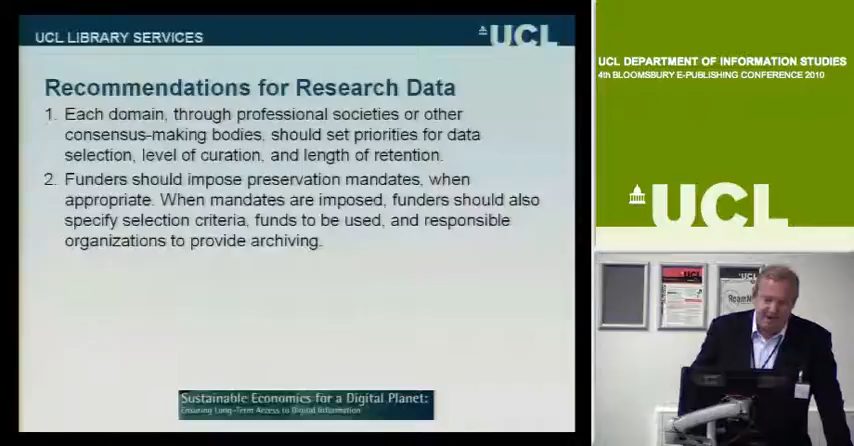 UCL LIBRARY SERVICES
UCL
Recommendations for Research Data
1. Each domain, through professional societies or other
consensus-making bodies, should set priorities for data
selection, level of curation, and length of retention.
2. Funders should impose preservation mandates, when
appropriate. When mandates are imposed, funders should also
specify selection criteria, funds to be used, and responsible
organizations to provide archiving.
Sustainable Economics for a Digital Planet:
Ensuring Long-Term Access to Digital Information
UCL DEPARTMENT OF INFORMATION STUDIES
4th BLOOMSBURY E-PUBLISHING CONFERENCE 2010
UCL
UCL